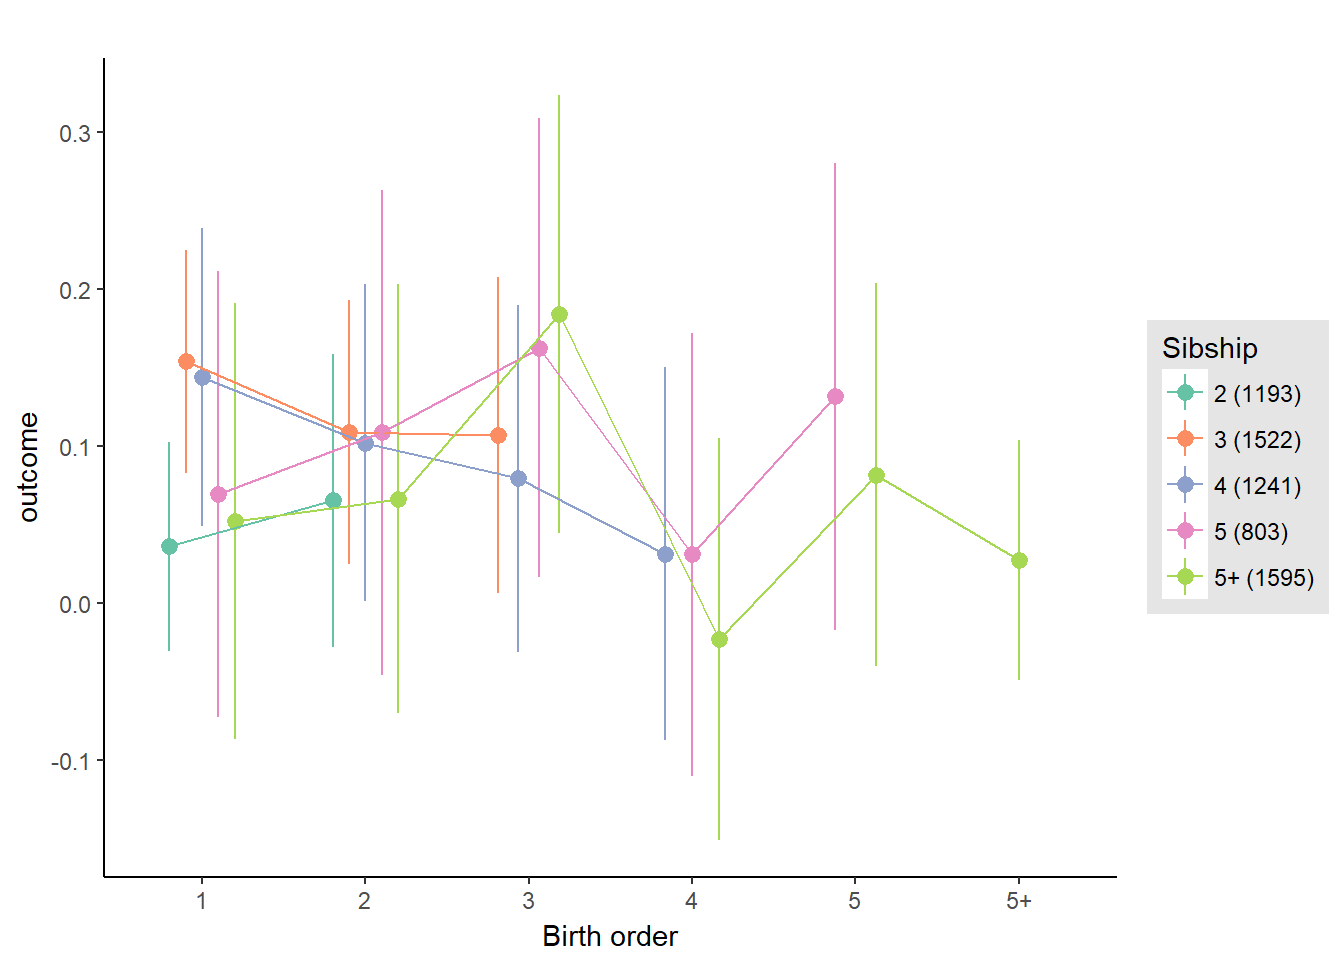 0.3
0.2
0.1
0.0
-0.1
outcome
1 2 3 4 5 5+
Birth order
Sibship
2 (1193)
3 (1522)
4 (1241)
5 (803)
5+ (1595)